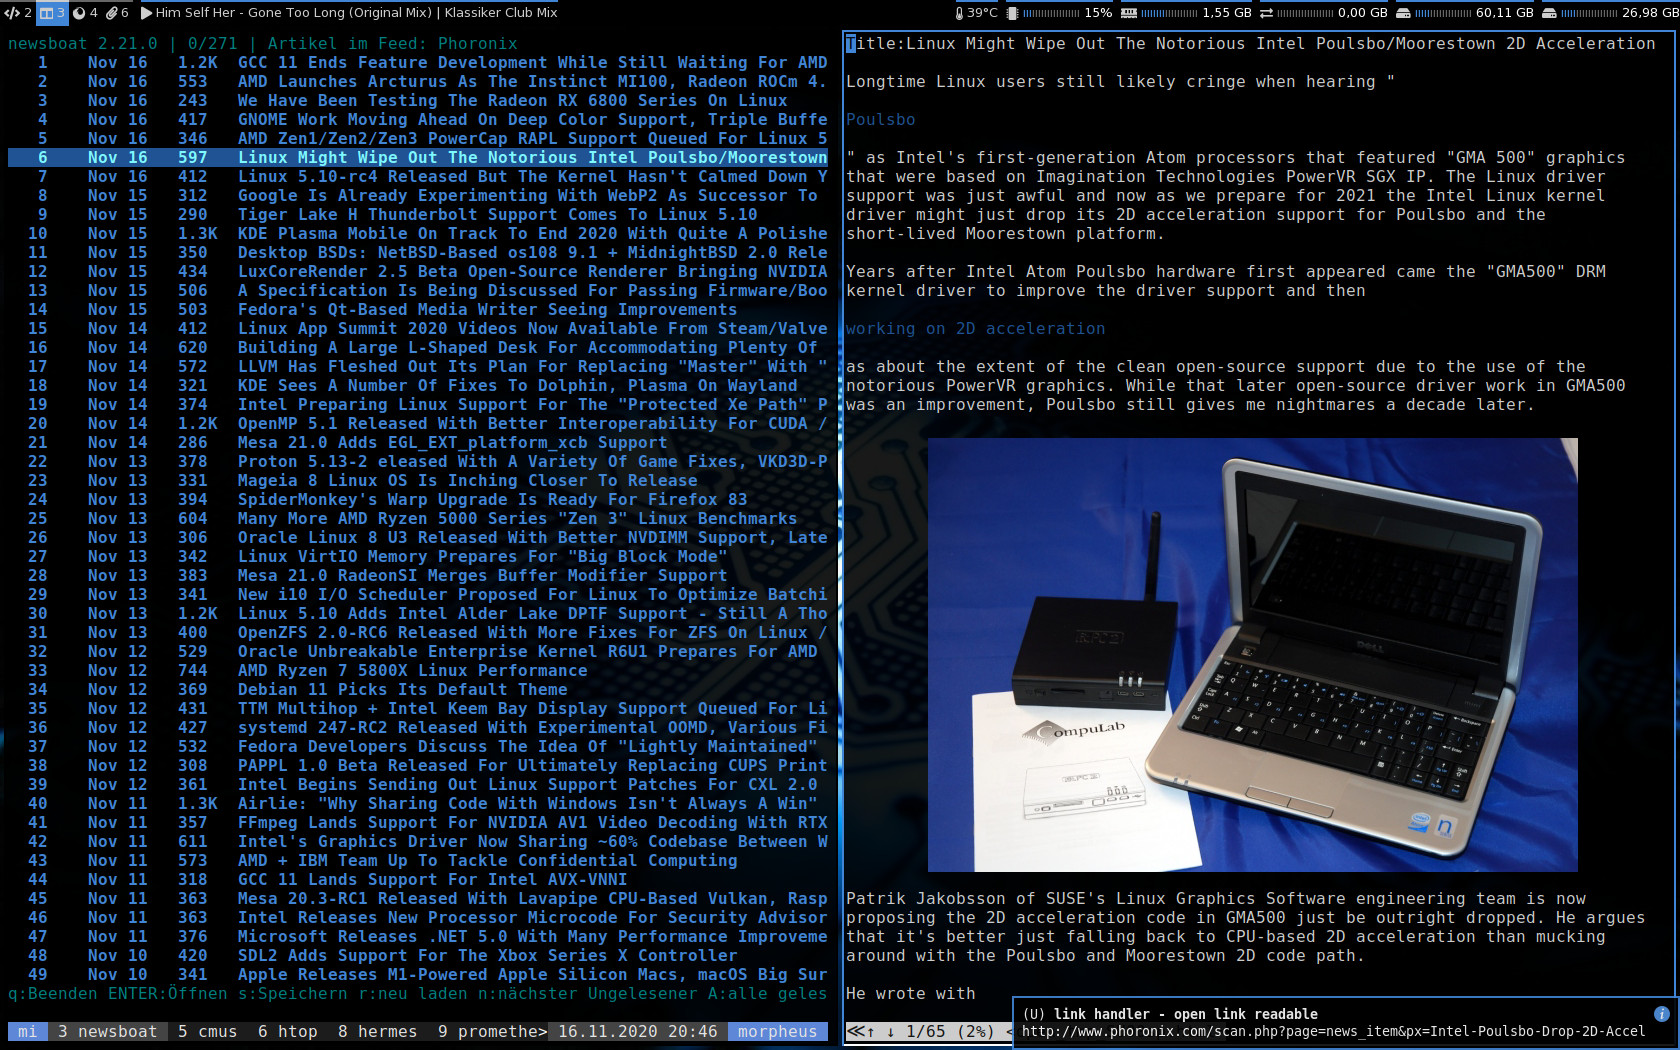 2 3 4 6 Him Self Her - Gone Too Long (Original Mix) | Klassiker Club Mix 39°C 15% 1,55 GB 0,00 GB 60,11 GB 26,98 GB
newsboat 2.21.0 | 0/271 | Artikel im Feed: Phoronix
1 Nov 16 1.2K GCC 11 Ends Feature Development While Still Waiting For AMD
2 Nov 16 553 AMD Launches Arcturus As The Instinct MI100, Radeon ROCm 4.
3 Nov 16 243 We Have Been Testing The Radeon RX 6800 Series On Linux
4 Nov 16 417 GNOME Work Moving Ahead On Deep Color Support, Triple Buffe
5 Nov 16 346 AMD Zen1/Zen2/Zen3 PowerCap RAPL Support Queued For Linux 5
6 Nov 16 597 Linux Might Wipe Out The Notorious Intel Poulsbo/Moorestown
7 Nov 16 412 Linux 5.10-rc4 Released But The Kernel Hasn't Calmed Down Y
8 Nov 15 312 Google Is Already Experimenting With WebP2 As Successor To
9 Nov 15 290 Tiger Lake H Thunderbolt Support Comes To Linux 5.10
10 Nov 15 1.3K KDE Plasma Mobile On Track To End 2020 With Quite A Polishe
11 Nov 15 350 Desktop BSDs: NetBSD-Based os108 9.1 + MidnightBSD 2.0 Rele
12 Nov 15 434 LuxCoreRender 2.5 Beta Open-Source Renderer Bringing NVIDIA
13 Nov 15 506 A Specification Is Being Discussed For Passing Firmware/Boo
14 Nov 15 503 Fedora's Qt-Based Media Writer Seeing Improvements
15 Nov 14 412 Linux App Summit 2020 Videos Now Available From Steam/Valve
16 Nov 14 620 Building A Large L-Shaped Desk For Accommodating Plenty Of
17 Nov 14 572 LLVM Has Fleshed Out Its Plan For Replacing "Master" With "
18 Nov 14 321 KDE Sees A Number Of Fixes To Dolphin, Plasma On Wayland
19 Nov 14 374 Intel Preparing Linux Support For The "Protected Xe Path" P
20 Nov 14 1.2K OpenMP 5.1 Released With Better Interoperability For CUDA /
21 Nov 14 286 Mesa 21.0 Adds EGL_EXT_platform_xcb Support
22 Nov 13 378 Proton 5.13-2 eleased With A Variety Of Game Fixes, VKD3D-P
23 Nov 13 331 Mageia 8 Linux OS Is Inching Closer To Release
24 Nov 13 394 SpiderMonkey's Warp Upgrade Is Ready For Firefox 83
25 Nov 13 604 Many More AMD Ryzen 5000 Series "Zen 3" Linux Benchmarks
26 Nov 13 306 Oracle Linux 8 U3 Released With Better NVDIMM Support, Late
27 Nov 13 342 Linux VirtIO Memory Prepares For "Big Block Mode"
28 Nov 13 383 Mesa 21.0 RadeonSI Merges Buffer Modifier Support
29 Nov 13 341 New i10 I/O Scheduler Proposed For Linux To Optimize Batchi
30 Nov 13 1.2K Linux 5.10 Adds Intel Alder Lake DPTF Support - Still A Tho
31 Nov 13 400 OpenZFS 2.0-RC6 Released With More Fixes For ZFS On Linux /
32 Nov 12 529 Oracle Unbreakable Enterprise Kernel R6U1 Prepares For AMD
33 Nov 12 744 AMD Ryzen 7 5800X Linux Performance
34 Nov 12 369 Debian 11 Picks Its Default Theme
35 Nov 12 431 TTM Multihop + Intel Keem Bay Display Support Queued For Li
36 Nov 12 427 systemd 247-RC2 Released With Experimental OOMD, Various Fi
37 Nov 12 532 Fedora Developers Discuss The Idea Of "Lightly Maintained"
38 Nov 12 308 PAPPL 1.0 Beta Released For Ultimately Replacing CUPS Print
39 Nov 12 361 Intel Begins Sending Out Linux Support Patches For CXL 2.0
40 Nov 11 1.3K Airlie: "Why Sharing Code With Windows Isn't Always A Win"
41 Nov 11 357 FFmpeg Lands Support For NVIDIA AV1 Video Decoding With RTX
42 Nov 11 611 Intel's Graphics Driver Now Sharing ~60% Codebase Between W
43 Nov 11 573 AMD + IBM Team Up To Tackle Confidential Computing
44 Nov 11 318 GCC 11 Lands Support For Intel AVX-VNNI
45 Nov 11 363 Mesa 20.3-RC1 Released With Lavapipe CPU-Based Vulkan, Rasp
46 Nov 11 363 Intel Releases New Processor Microcode For Security Advisor
47 Nov 11 376 Microsoft Releases .NET 5.0 With Many Performance Improveme
48 Nov 10 420 SDL2 Adds Support For The Xbox Series X Controller
49 Nov 10 341 Apple Releases M1-Powered Apple Silicon Macs, macOS Big Sur
q:Beenden ENTER:Öffnen s:Speichern r:neu laden n:nächster Ungelesener A:alle geles
mi 3 newsboat 5 cmus 6 htop 8 hermes 9 promethe> 16.11.2020 20:46 morpheus
Title:Linux Might Wipe Out The Notorious Intel Poulsbo/Moorestown 2D Acceleration
Longtime Linux users still likely cringe when hearing "
Poulsbo
" as Intel's first-generation Atom processors that featured "GMA 500" graphics
that were based on Imagination Technologies PowerVR SGX IP. The Linux driver
support was just awful and now as we prepare for 2021 the Intel Linux kernel
driver might just drop its 2D acceleration support for Poulsbo and the
short-lived Moorestown platform.
Years after Intel Atom Poulsbo hardware first appeared came the "GMA500" DRM
kernel driver to improve the driver support and then
working on 2D acceleration
as about the extent of the clean open-source support due to the use of the
notorious PowerVR graphics. While that later open-source driver work in GMA500
was an improvement, Poulsbo still gives me nightmares a decade later.
DELL
CompuLab
Patrik Jakobsson of SUSE's Linux Graphics Software engineering team is now
proposing the 2D acceleration code in GMA500 just be outright dropped. He argues
that it's better just falling back to CPU-based 2D acceleration than mucking
around with the Poulsbo and Moorestown 2D code path.
He wrote with
≪↑ ↓ 1/65 (2%) <
(U) link handler - open link readable
http://www.phoronix.com/scan.php?page=news_item&px=Intel-Poulsbo-Drop-2D-Accel